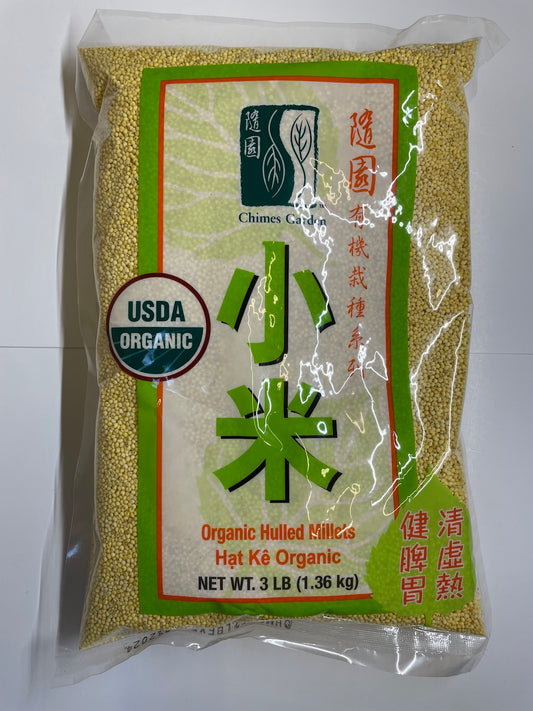 隨園
Chimes Garden
隨園有機栽種系列
USDA
ORGANIC
小米
Organic Hulled Millets
Hạt Kê Organic
NET WT. 3 LB (1.36 kg)
清虛熱
健脾胃